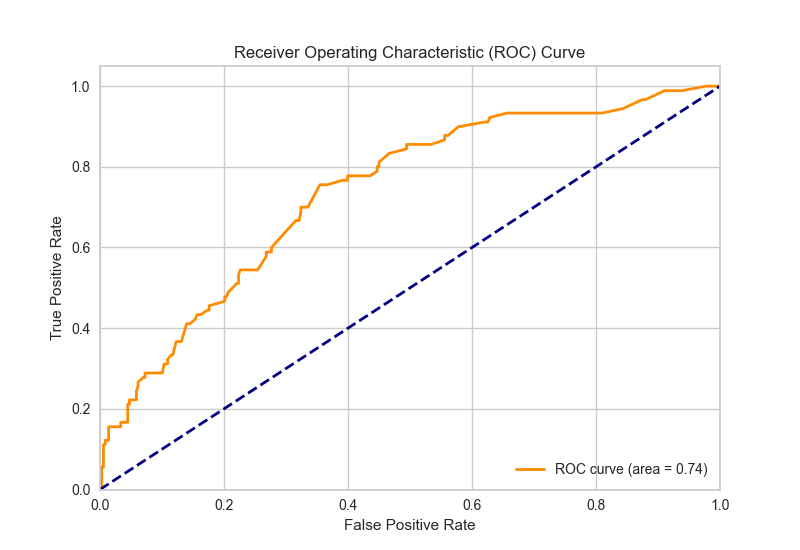 Receiver Operating Characteristic (ROC) Curve
1.0
0.8
0.6
0.4
0.2
0.0
True Positive Rate
ROC curve (area = 0.74)
0.0 0.2 0.4 0.6 0.8 1.0
False Positive Rate